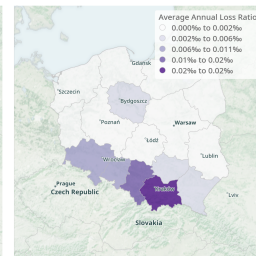 Average Annual Loss Ratio
0.000‰ to 0.002‰
0.002‰ to 0.006‰
0.006‰ to 0.011‰
0.01‰ to 0.02‰
0.02‰ to 0.02‰
Gdansk
Szczecin
Bydgoszcz
Poznań
Warsaw
Łódź
Wrocław
Lublin
Prague
Czech Republic
Kraków
Lviv
Slovakia